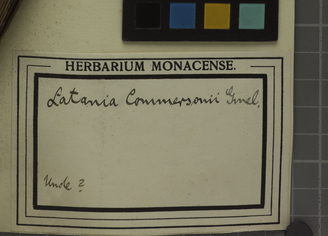 HERBARIUM MONACENSE.
Latania Commersonii Gmel.
Unde ?